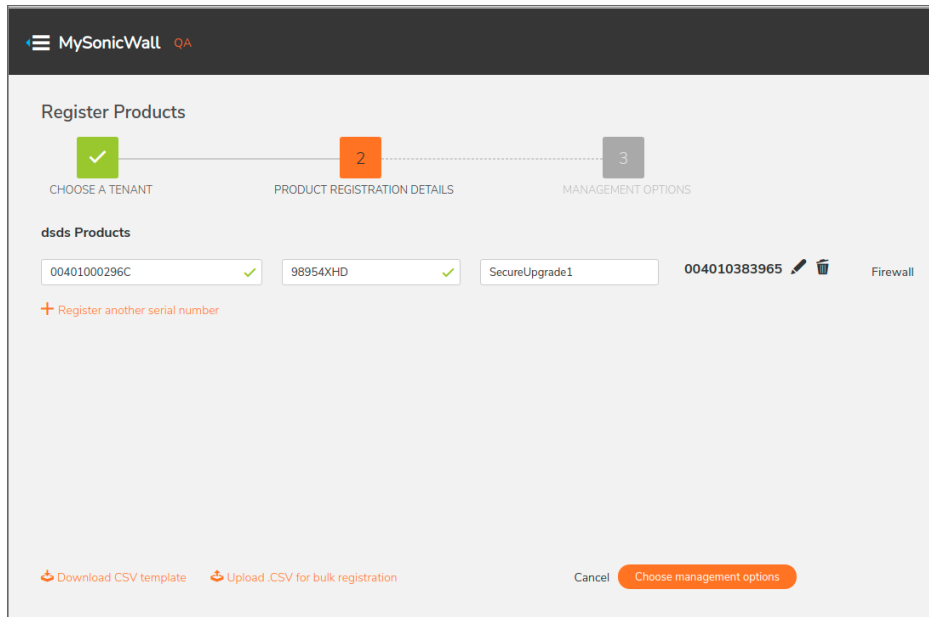 MySonicWall QA
Register Products
2 3
CHOOSE A TENANT PRODUCT REGISTRATION DETAILS MANAGEMENT OPTIONS
dsds Products
00401000296C 98954XHD SecureUpgrade1 004010383965 Firewall
Register another serial number
Download CSV template Upload .CSV for bulk registration Cancel Choose management options